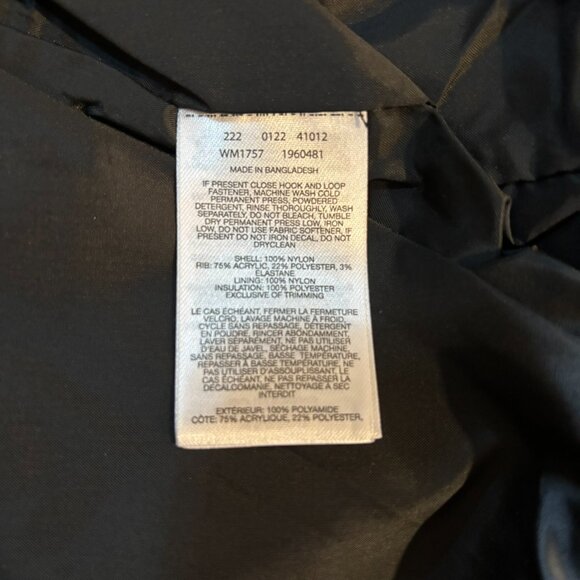 222 0122 41012
WM1757 1960481
MADE IN BANGLADESH
IF PRESENT CLOSE HOOK AND LOOP
FASTENER, MACHINE WASH COLD
PERMANENT PRESS, POWDERED
DETERGENT, RINSE THOROUGHLY, WASH
SEPARATELY, DO NOT BLEACH, TUMBLE
DRY PERMANENT PRESS LOW, IRON
LOW, DO NOT USE FABRIC SOFTENER, IF
PRESENT DO NOT IRON DECAL, DO NOT
DRYCLEAN
SHELL: 100% NYLON
RIB: 75% ACRYLIC, 22% POLYESTER, 3%
ELASTANE
LINING: 100% NYLON
INSULATION: 100% POLYESTER
EXCLUSIVE OF TRIMMING
LE CAS ÉCHÉANT, FERMER LA FERMETURE
VELCRO, LAVAGE MACHINE À FROID,
CYCLE SANS REPASSAGE, DÉTERGENT
EN POUDRE, RINCER ABONDAMMENT,
LAVER SÉPARÉMENT, NE PAS UTILISER
D'EAU DE JAVEL, SÉCHAGE MACHINE,
SANS REPASSAGE, BASSE TEMPÉRATURE,
REPASSER À BASSE TEMPÉRATURE, NE
PAS UTILISER D'ASSOUPLISSANT, LE
CAS ÉCHÉANT, NE PAS REPASSER LA
DÉCALCOMANIE, NETTOYAGE À SEC
INTERDIT
EXTÉRIEUR: 100% POLYAMIDE
CÔTE: 75% ACRYLIQUE, 22% POLYESTER,